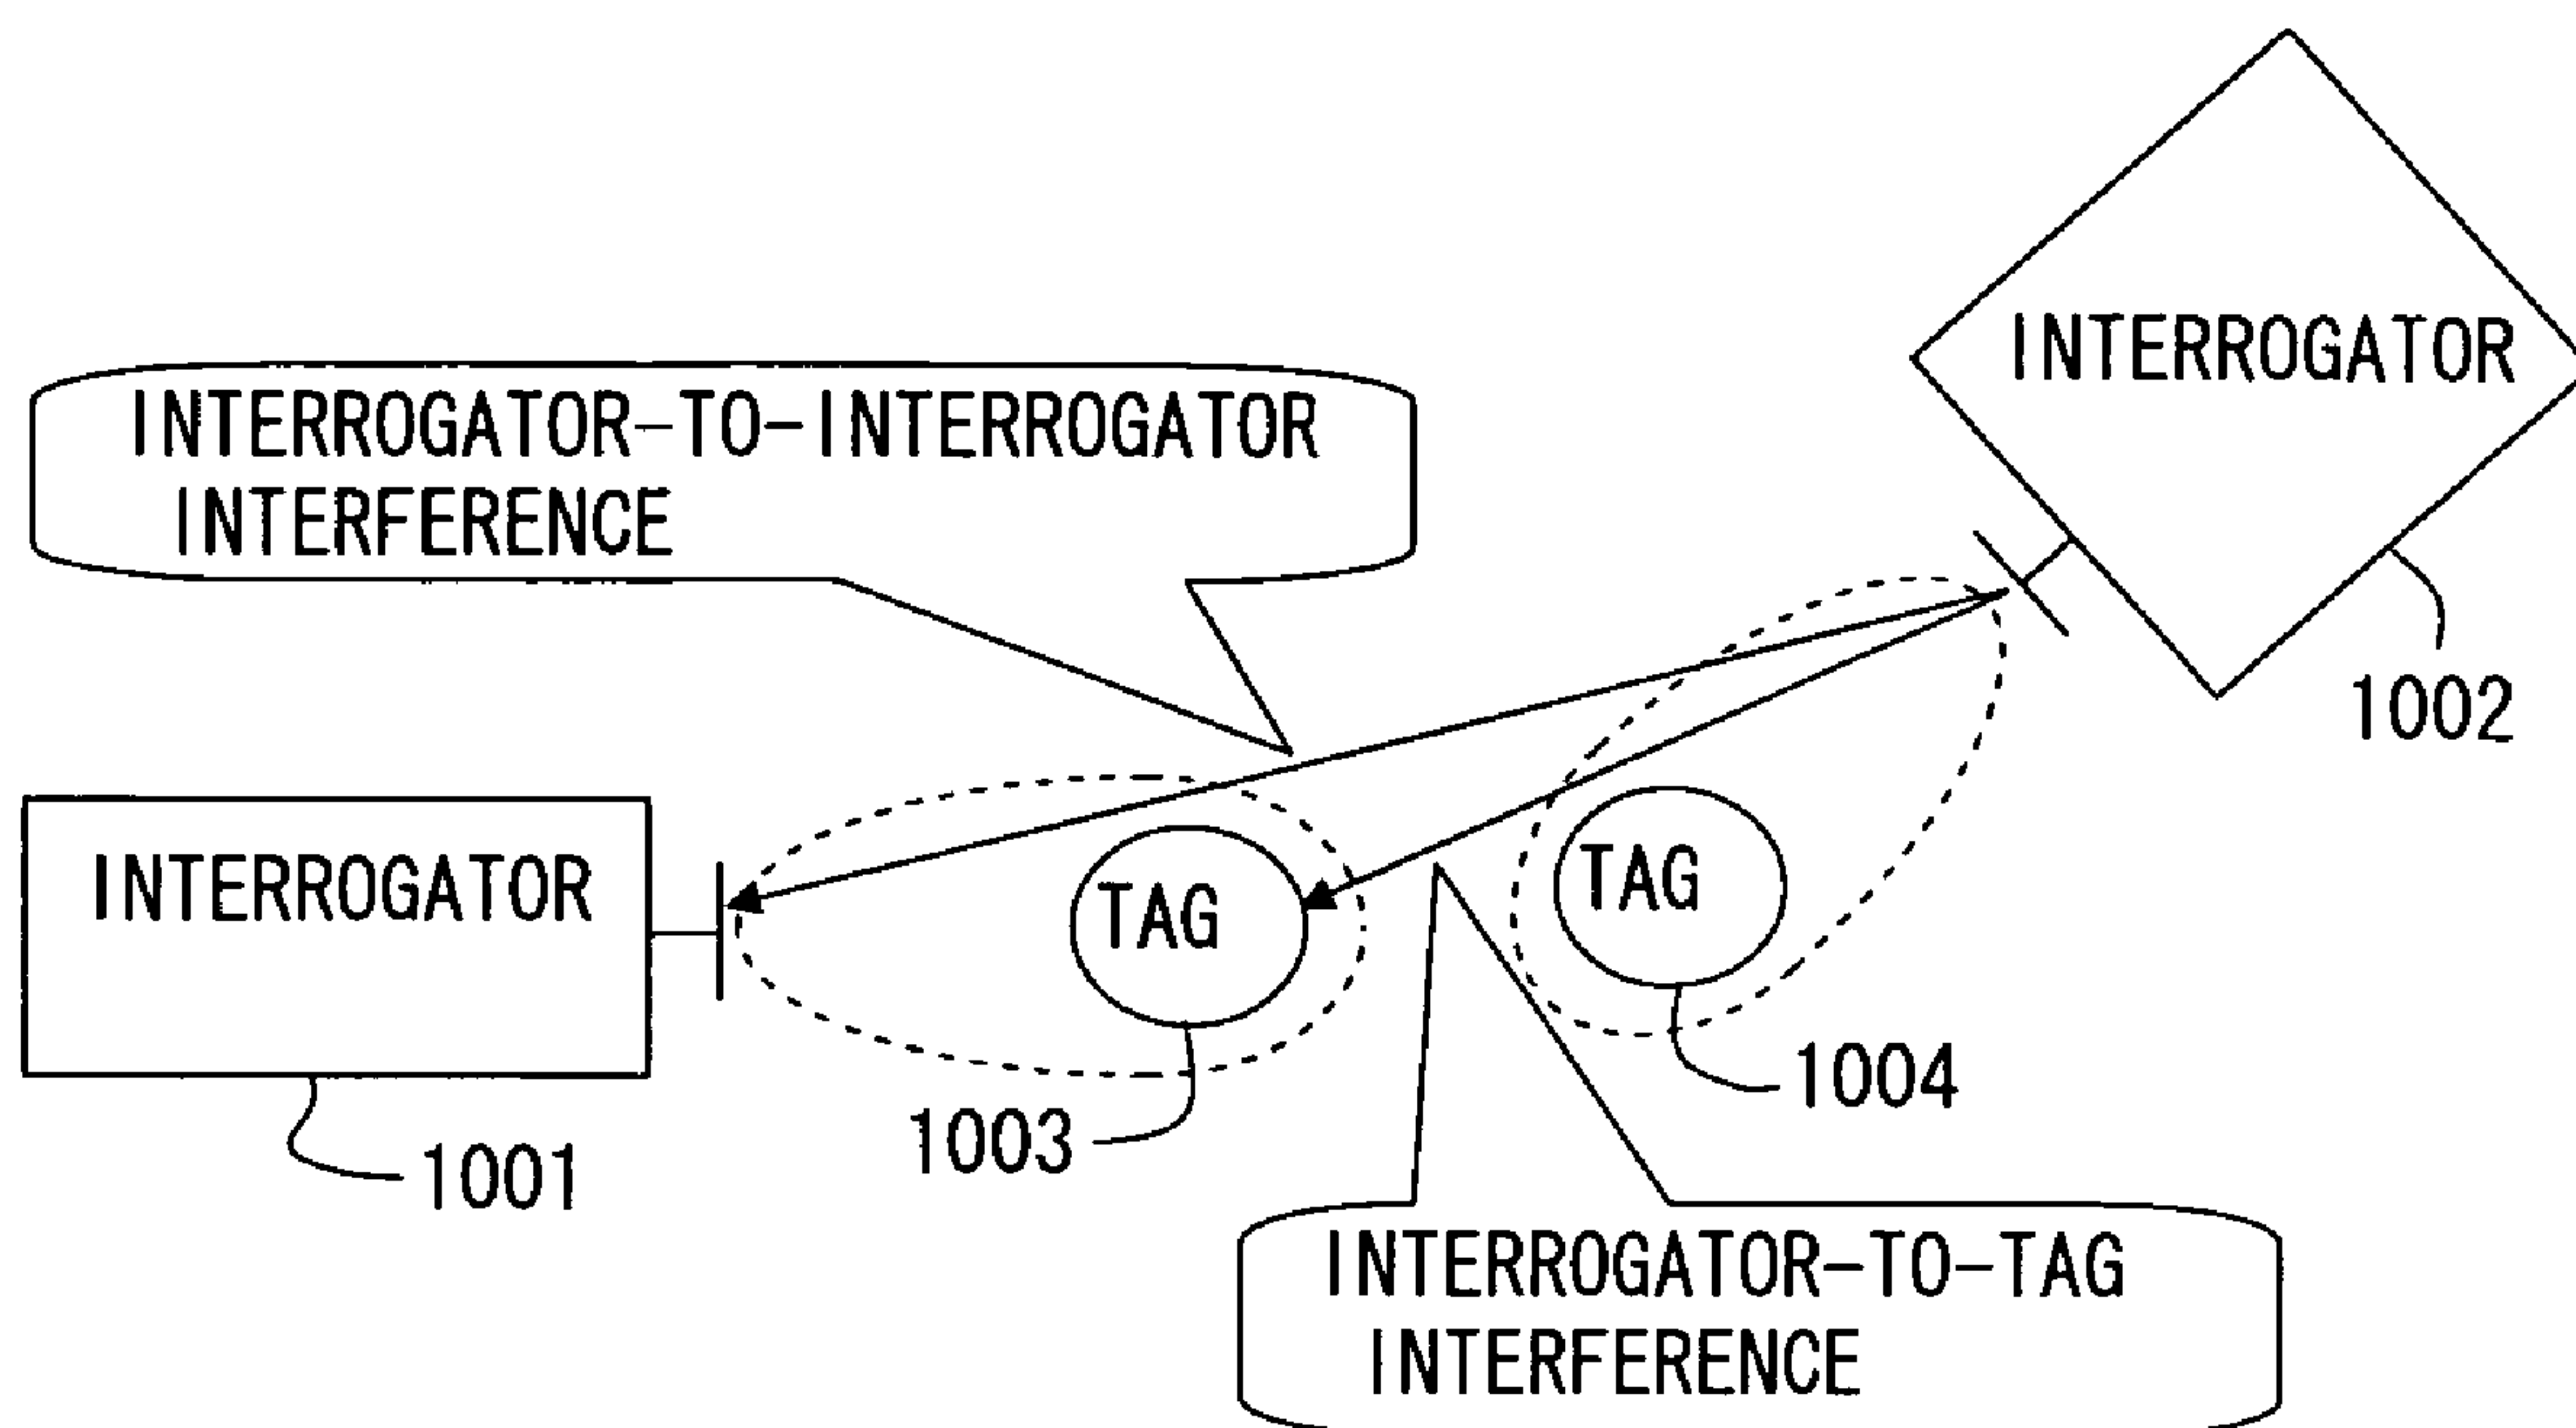 INTERROGATOR
INTERROGATOR-TO-INTERROGATOR
INTERFERENCE
1002
INTERROGATOR
TAG
TAG
1004
1003
1001
INTERROGATOR-TO-TAG
INTERFERENCE